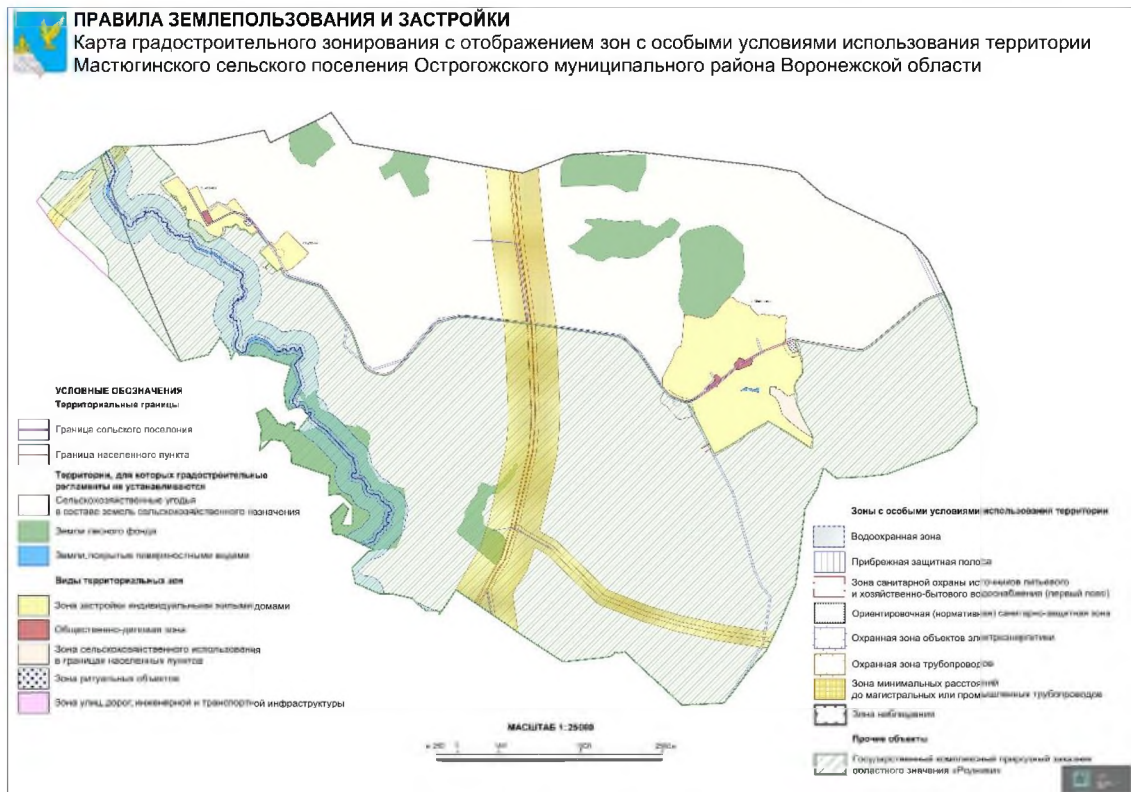 ПРАВИЛА ЗЕМЛЕПОЛЬЗОВАНИЯ И ЗАСТРОЙКИ
Карта градостроительного зонирования с отображением зон с особыми условиями использования территории
Мастюгинского сельского поселения Острогожского муниципального района Воронежской области
УСЛОВНЫЕ ОБОЗНАЧЕНИЯ
Территориальные границы
Граница сельского поселения
Граница населенного пункта
Территории, для которых градостроительные
регламенты не устанавливаются
Сельскохозяйственные угодья
в составе земель сельскохозяйственного назначения
Земли лесного фонда
Земли, покрытые поверхностными водами
Виды территориальных зон
Зона застройки индивидуальными жилыми домами
Общественно-деловая зона
Зона сельскохозяйственного использования
в границах населенных пунктов
Зона ритуальных объектов
Зона улиц, дорог, инженерной и транспортной инфраструктуры
МАСШТАБ 1:25000
Зоны с особыми условиями использования территории
Водоохранная зона
Прибрежная защитная полоса
Зона санитарной охраны источников питьевого
и хозяйственно-бытового водоснабжения (первый пояс)
Ориентировочная (нормативная) санитарно-защитная зона
Охранная зона объектов электроэнергетики
Охранная зона трубопроводов
Зона минимальных расстояний
до магистральных или промышленных трубопроводов
Зона наблюдения
Прочие объекты
Государственный комплексный природный заказник
областного значения «Родники»